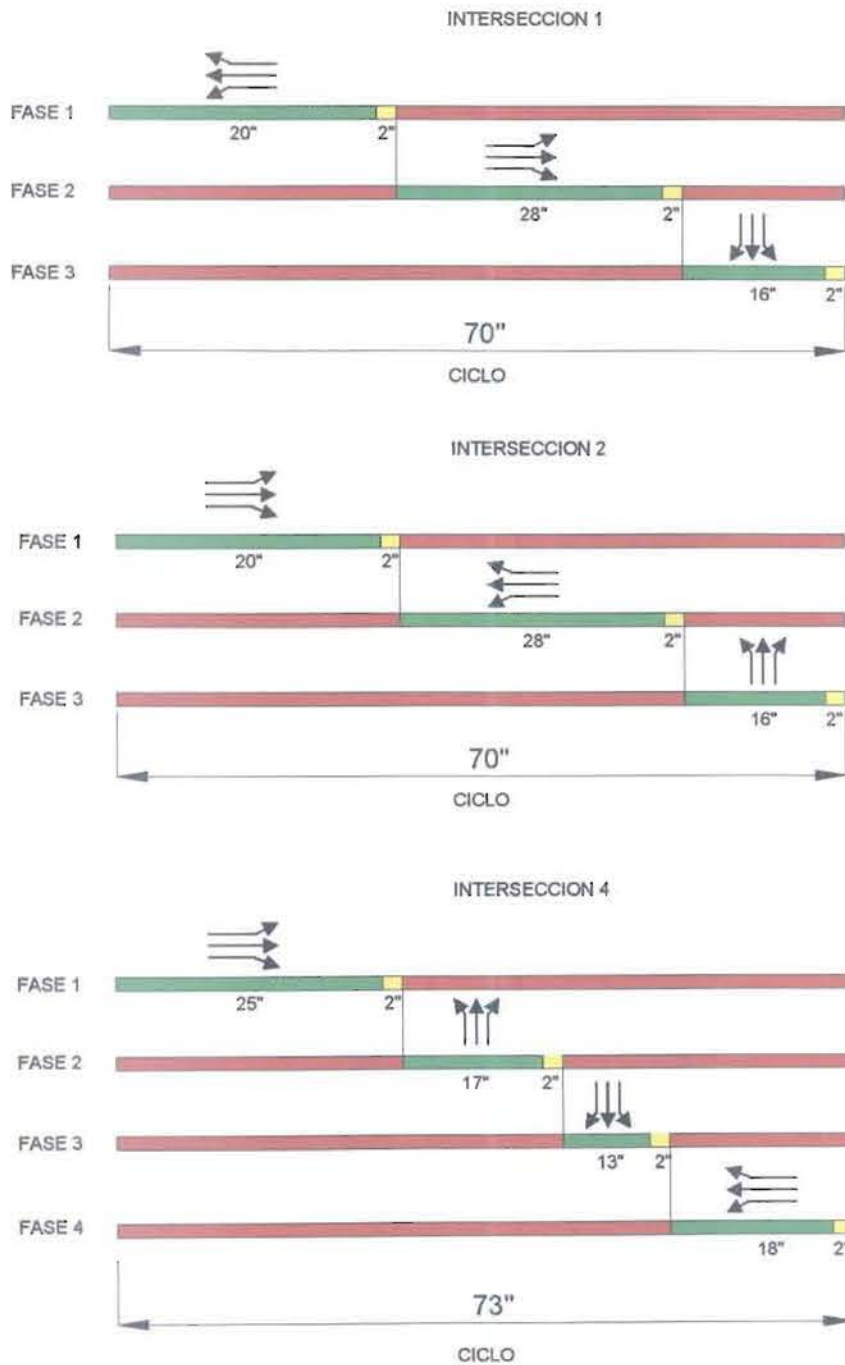 INTERSECCION 1
FASE 1
20" 2"
FASE 2
28" 2"
FASE 3
16" 2"
70"
CICLO
INTERSECCION 2
FASE 1
20" 2"
FASE 2
28" 2"
FASE 3
16" 2"
70"
CICLO
INTERSECCION 4
FASE 1
25" 2"
FASE 2
17" 2"
FASE 3
13" 2"
FASE 4
18" 2"
73"
CICLO